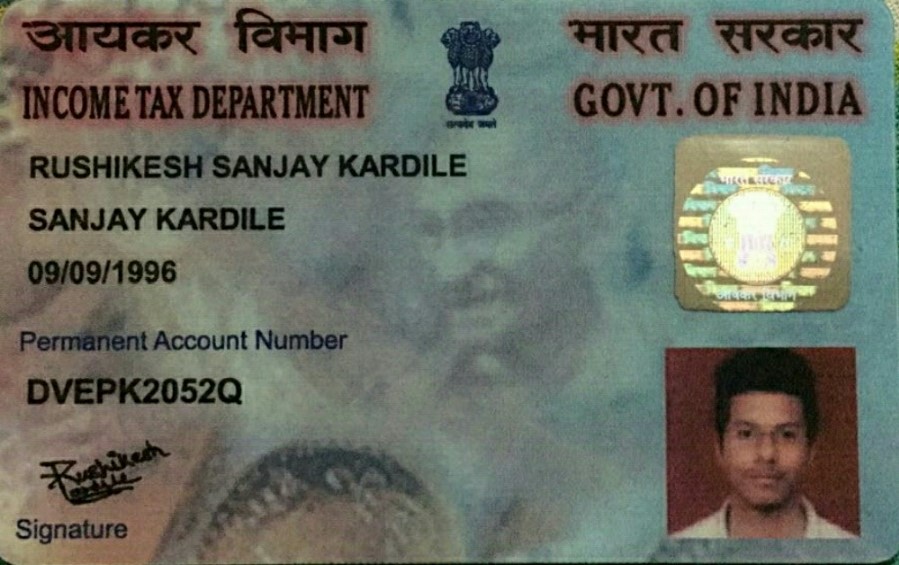 आयकर विभाग
INCOME TAX DEPARTMENT
भारत सरकार
GOVT. OF INDIA
सत्यमेव जयते
RUSHIKESH SANJAY KARDILE
SANJAY KARDILE
09/09/1996
भारत सरकार
आयकर विभाग
Permanent Account Number
DVEPK2052Q
Rushikesh
Kardile
Signature